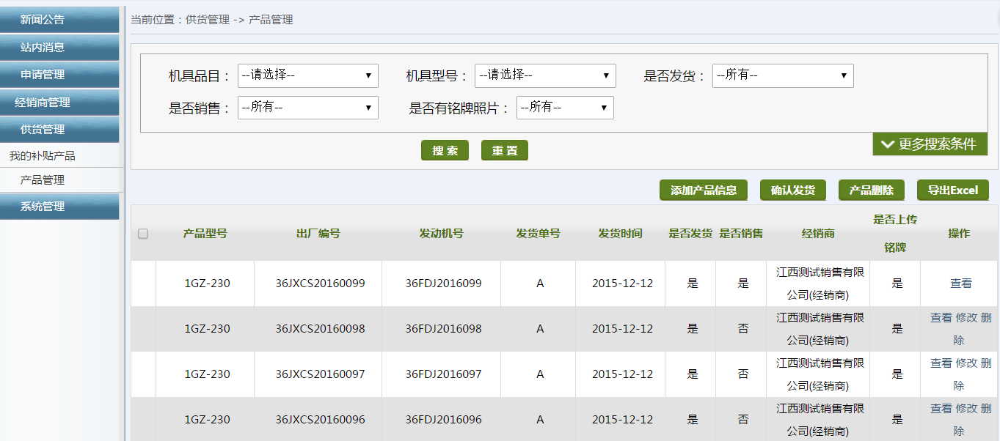 新闻公告
站内消息
申请管理
经销商管理
供货管理
我的补贴产品
产品管理
系统管理
当前位置：供货管理 -> 产品管理
机具品目： --请选择-- 机具型号： --请选择-- 是否发货： --所有--
是否销售： --所有-- 是否有铭牌照片： --所有--
搜 索 重 置 更多搜索条件
添加产品信息 确认发货 产品删除 导出Excel
产品型号 出厂编号 发动机号 发货单号 发货时间 是否发货 是否销售 经销商 是否上传
铭牌 操作
1GZ-230 36JXCS20160099 36FDJ2016099 A 2015-12-12 是 是 江西测试销售有限
公司(经销商) 是 查看
1GZ-230 36JXCS20160098 36FDJ2016098 A 2015-12-12 是 否 江西测试销售有限
公司(经销商) 是 查看 修改 删
除
1GZ-230 36JXCS20160097 36FDJ2016097 A 2015-12-12 是 否 江西测试销售有限
公司(经销商) 是 查看 修改 删
除
1GZ-230 36JXCS20160096 36FDJ2016096 A 2015-12-12 是 否 江西测试销售有限
公司(经销商) 是 查看 修改 删
除